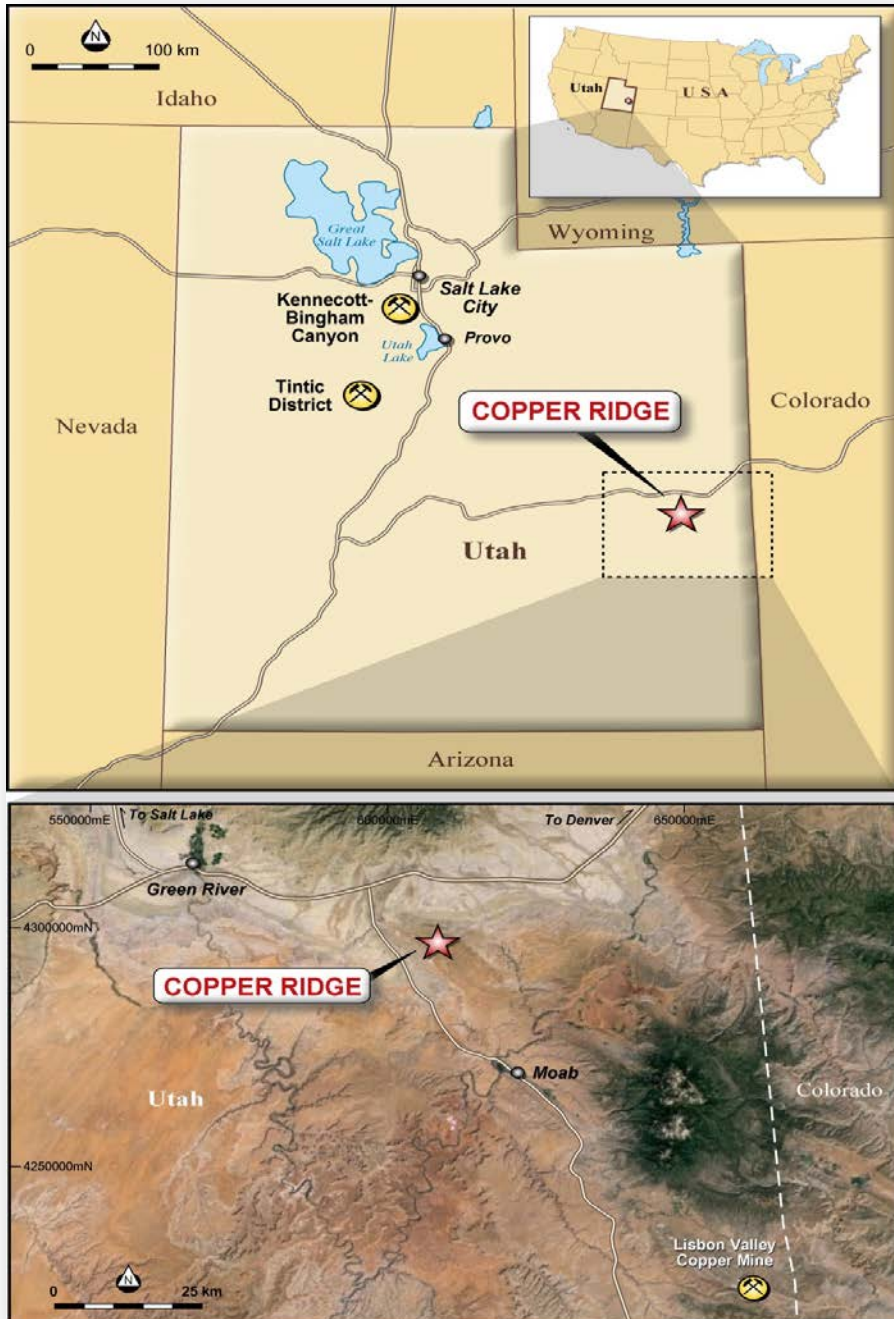 N
0
100 km
Idaho
Utah
U S A
Wyoming
Great
Salt Lake
Salt Lake
City
Kennecott-
Bingham
Canyon
Utah
Lake
Provo
Tintic
District
COPPER RIDGE
Colorado
Nevada
Utah
Arizona
550000mE
To Salt Lake
600000mE
To Denver
650000mE
Green River
4300000mN
COPPER RIDGE
Moab
Utah
Colorado
4250000mN
Lisbon Valley
Copper Mine
N
0
25 km